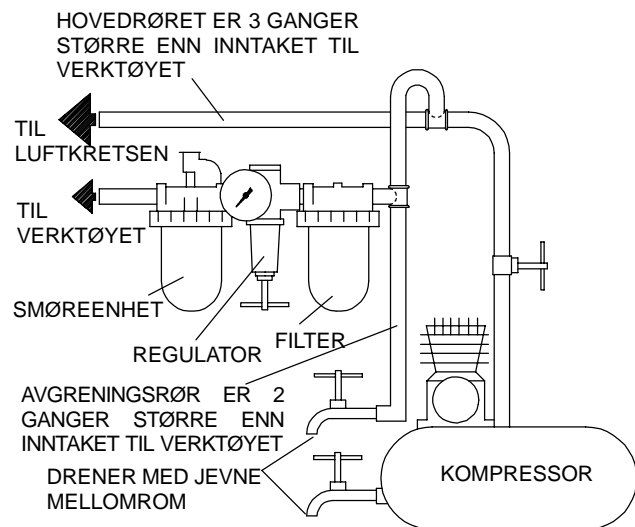 HOVEDRØRET ER 3 GANGER
STØRRE ENN INNTAKET TIL
VERKTØYET
TIL
LUFTKRETSEN
TIL
VERKTØYET
SMØREENHET
REGULATOR
FILTER
AVGRENINGSRØR ER 2
GANGER STØRRE ENN
INNTAKET TIL VERKTØYET
DRENER MED JEVNE
MELLOMROM
KOMPRESSOR